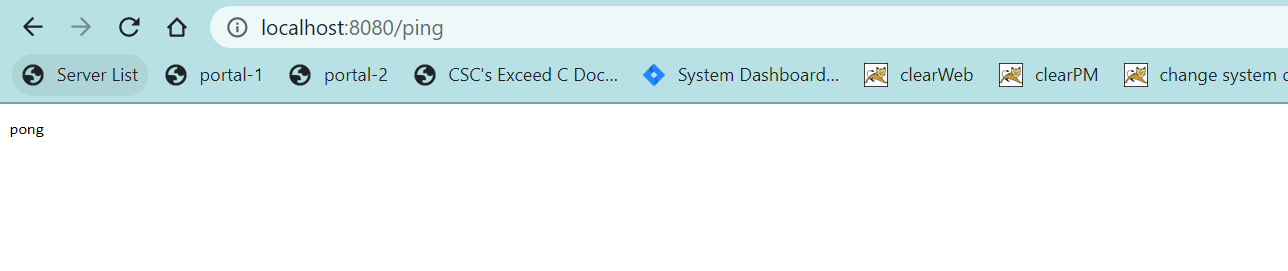 localhost:8080/ping
Server List portal-1 portal-2 CSC's Exceed C Doc... System Dashboard... clearWeb clearPM change system c
pong